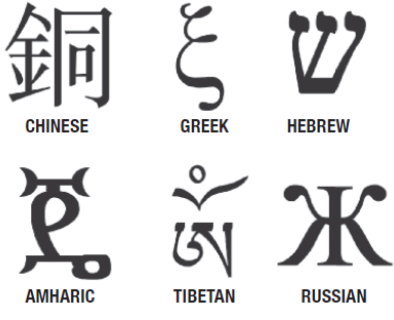 銅 ξ ש
CHINESE GREEK HEBREW
ༀ Ж
AMHARIC TIBETAN RUSSIAN